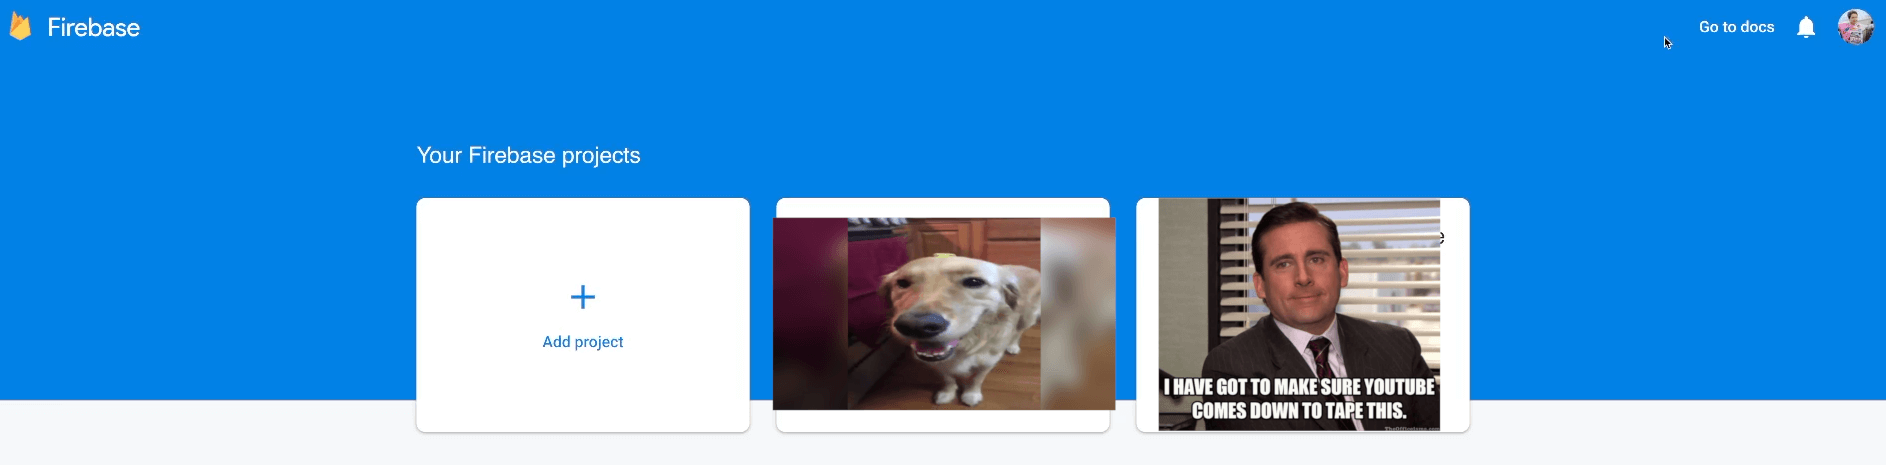 Firebase
Go to docs
Your Firebase projects
Add project
e
I HAVE GOT TO MAKE SURE YOUTUBE
COMES DOWN TO TAPE THIS.